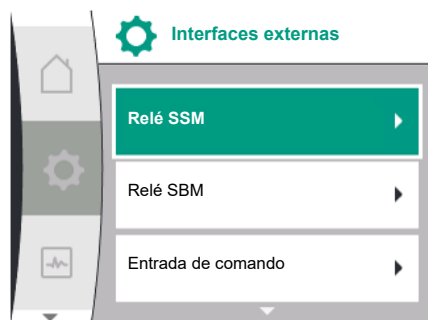 Interfaces externas
Relé SSM
Relé SBM
Entrada de comando